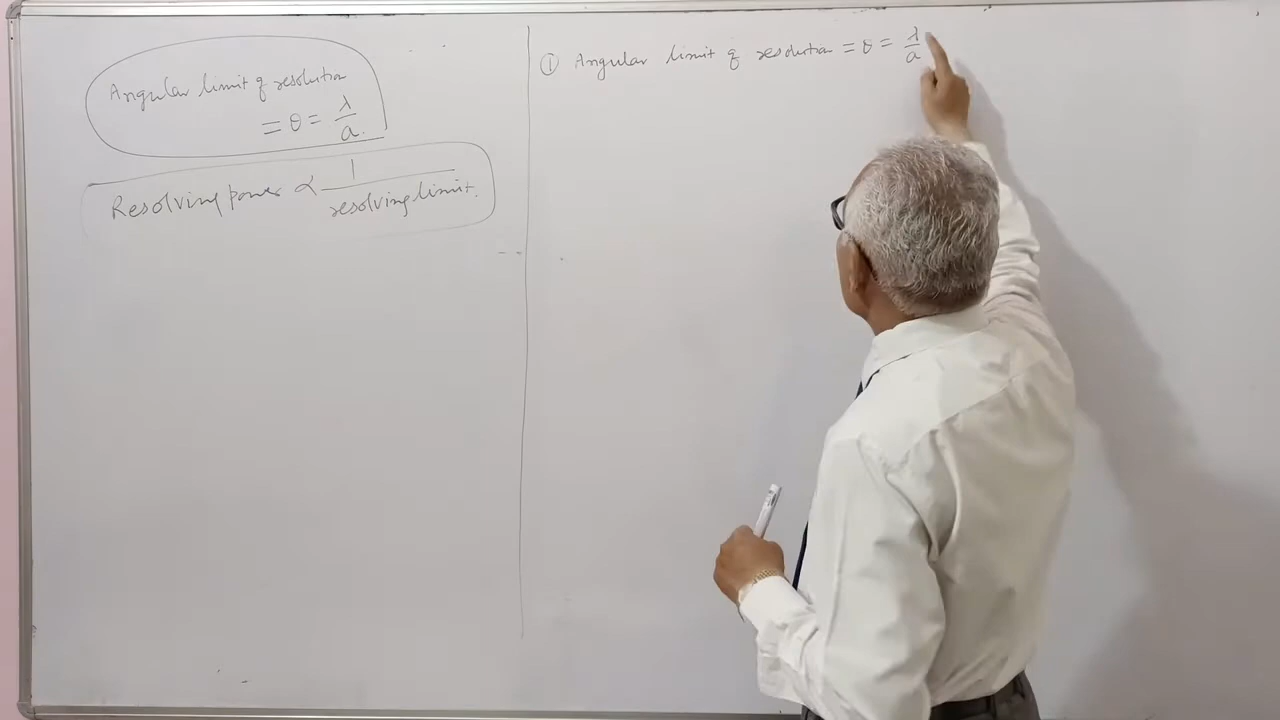 Angular limit of resolution
= θ = λ/a.
Resolving power ∝ 1/resolving limit.
① Angular limit of resolution = θ = λ/a